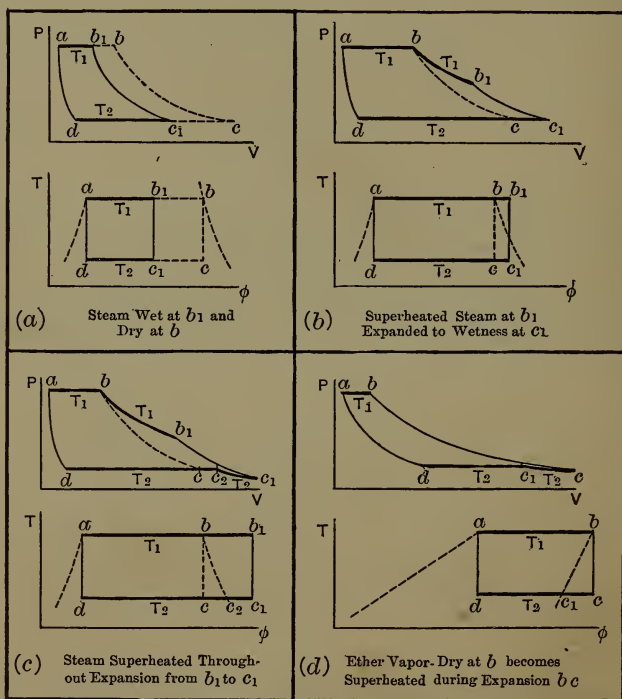 P a b₁ b
T₁
T₂
d c₁ c
V
T
a b₁ b
T₁
T₂
d c₁ c
ϕ
(a) Steam Wet at b₁ and
Dry at b
P a b
T₁ T₁ b₁
T₂
d c c₁
V
T
a b b₁
T₁
T₂
d c c₁
ϕ
(b) Superheated Steam at b₁
Expanded to Wetness at c₁
P a b
T₁ T₁
b₁
d T₂ c c₂ T₂ c₁
V
T
a b b₁
T₁
d T₂ c c₂ c₁
ϕ
(c) Steam Superheated Through-
out Expansion from b₁ to c₁
P a b
T₁
d T₂ c₁ T₂ c
V
T
a b
T₁
d T₂ c₁ c
ϕ
(d) Ether Vapor-Dry at b becomes
Superheated during Expansion bc